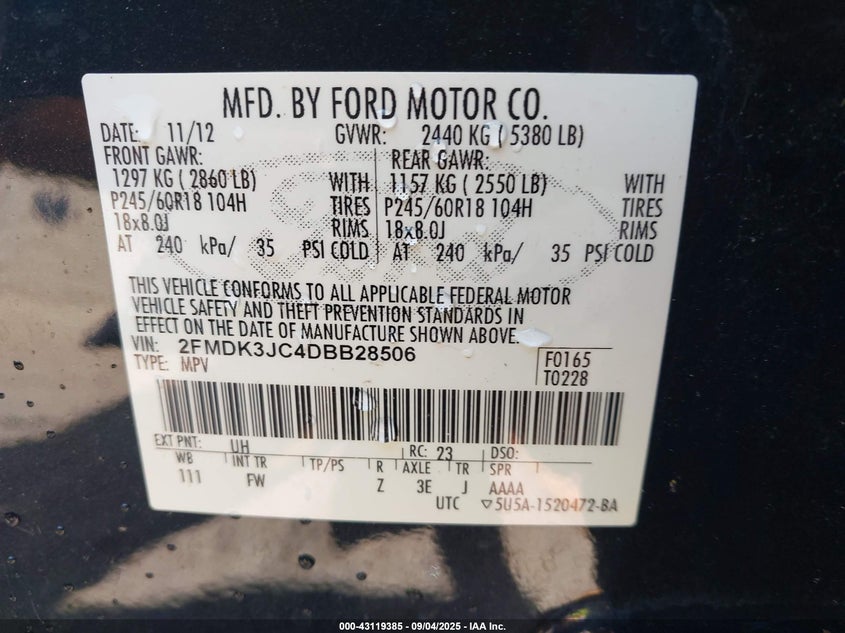 MFD. BY FORD MOTOR CO.
DATE: 11/12 GVWR: 2440 KG ( 5380 LB)
FRONT GAWR: REAR GAWR:
1297 KG ( 2860 LB) WITH 1157 KG ( 2550 LB) WITH
P245/60R18 104H TIRES P245/60R18 104H TIRES
18x8.0J RIMS 18x8.0J RIMS
AT 240 kPa/ 35 PSI COLD AT 240 kPa/ 35 PSI COLD
THIS VEHICLE CONFORMS TO ALL APPLICABLE FEDERAL MOTOR
VEHICLE SAFETY AND THEFT PREVENTION STANDARDS IN
EFFECT ON THE DATE OF MANUFACTURE SHOWN ABOVE.
VIN: 2FMDK3JC4DBB28506
TYPE: MPV
F0165
T0228
EXT PNT: UH RC: 23 DSO:
WB INT TR TP/PS R AXLE TR SPR
111 FW Z 3E J AAAA
UTC ▽5U5A-1520472-BA
000-43119385 - 09/04/2025 - IAA Inc.